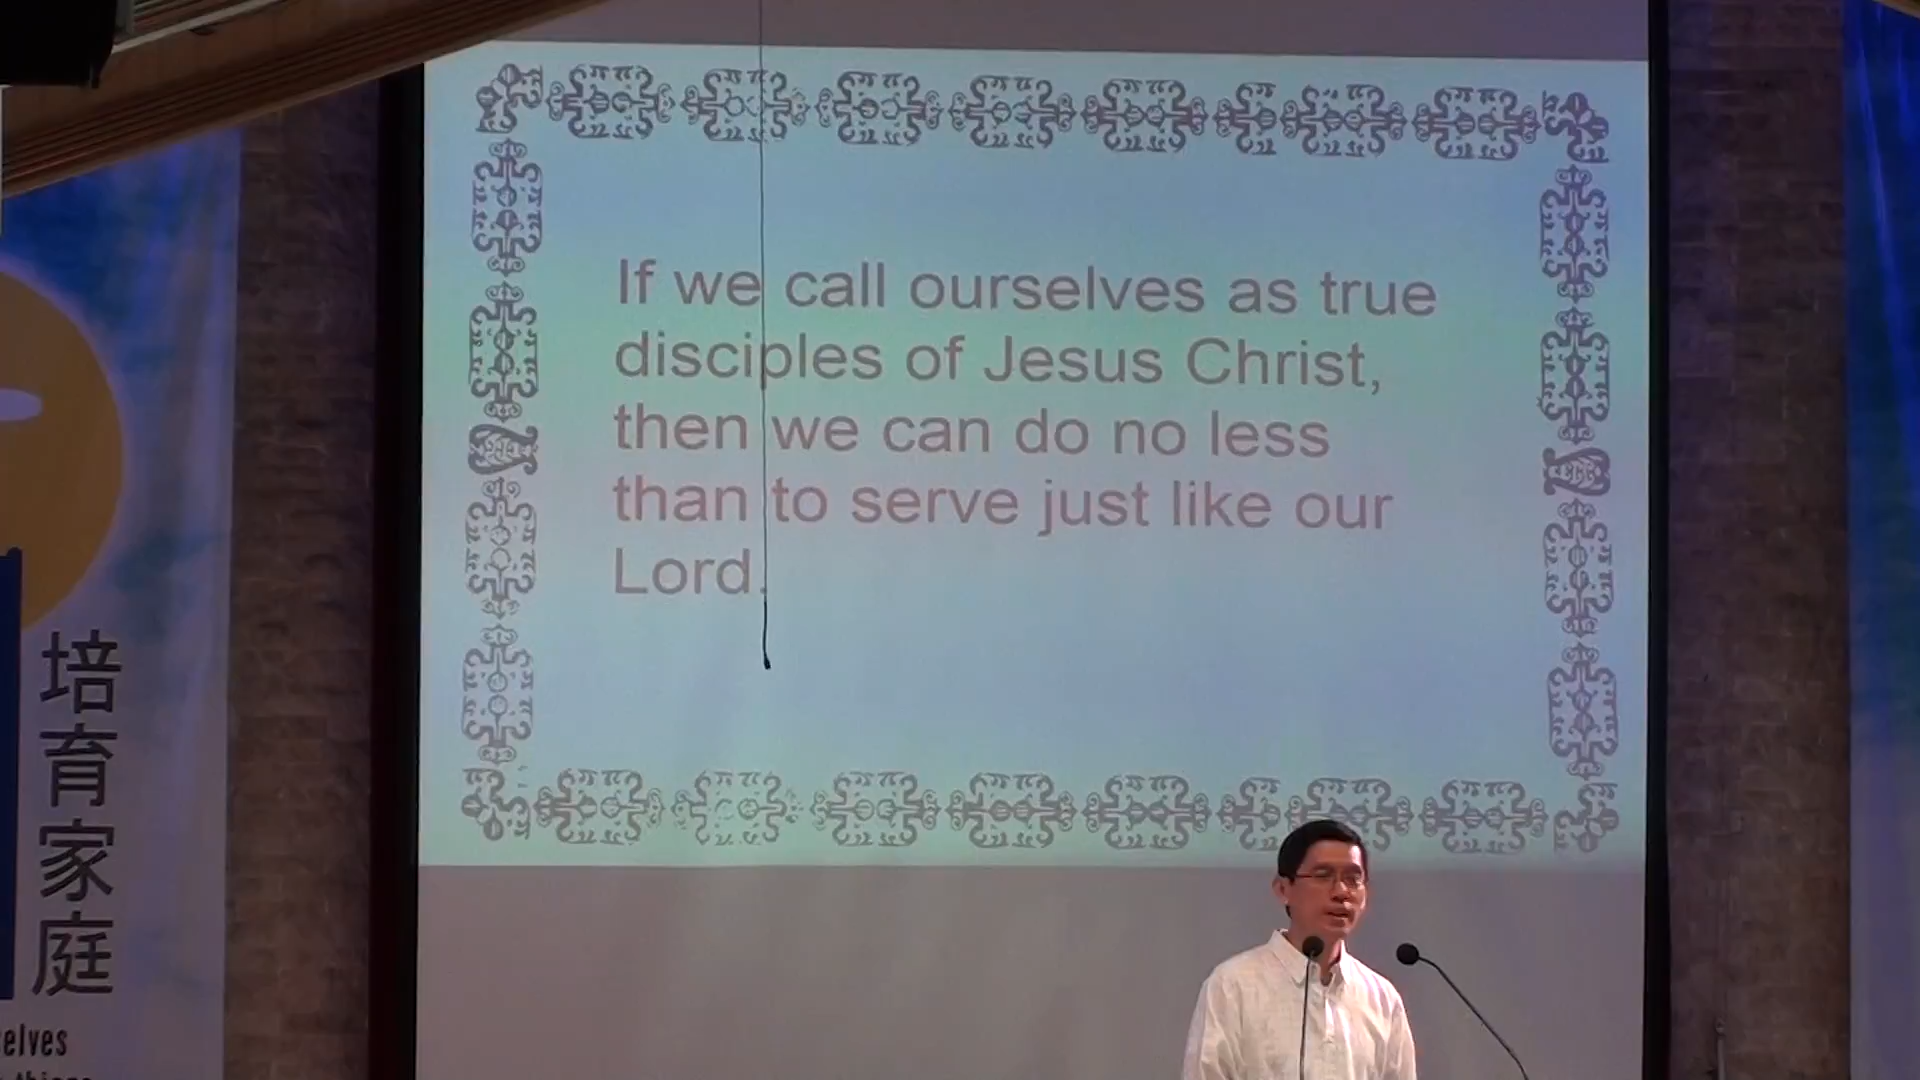 If we call ourselves as true
disciples of Jesus Christ,
then we can do no less
than to serve just like our
Lord.
培育家庭
elves